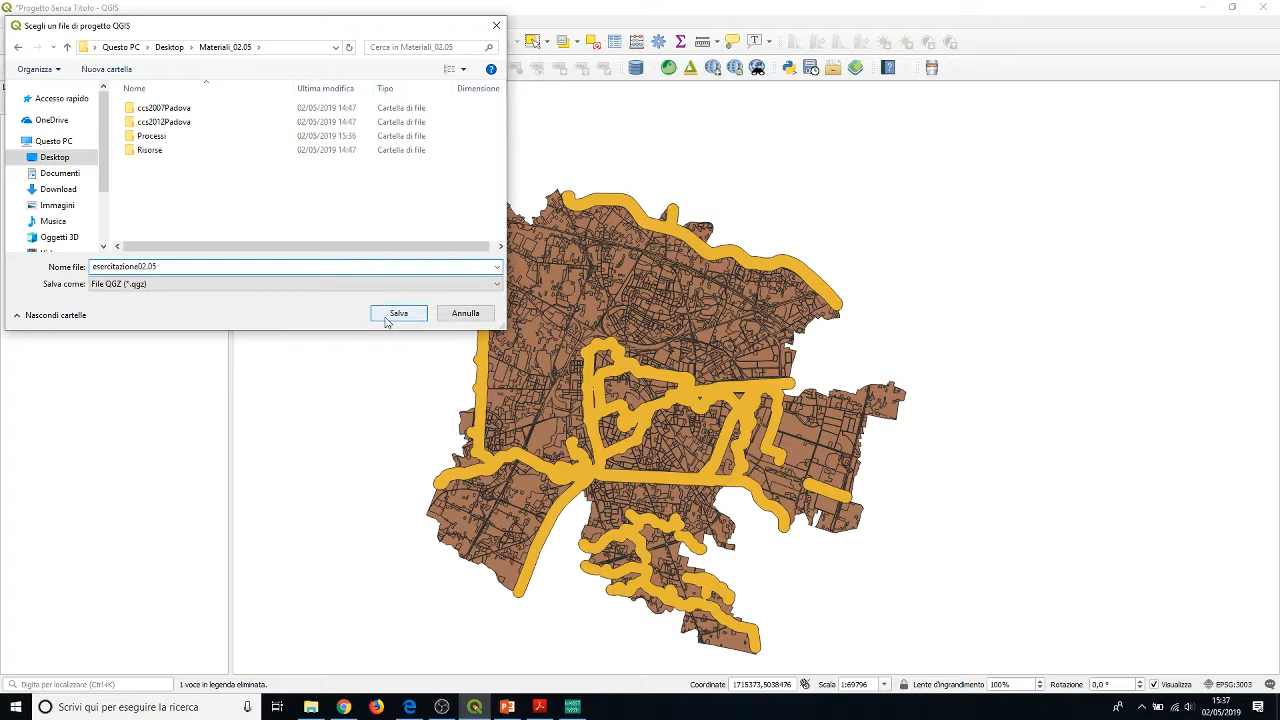 *Progetto Senza Titolo - QGIS
Scegli un file di progetto QGIS
Questo PC > Desktop > Materiali_02.05 >
Cerca in Materiali_02.05
Organizza
Nuova cartella
Nome
Ultima modifica
Tipo
Dimensione
Accesso rapido
OneDrive
Questo PC
Desktop
Documenti
Download
Immagini
Musica
Oggetti 3D
ccs2007Padova 02/05/2019 14:47 Cartella di file
ccs2012Padova 02/05/2019 14:47 Cartella di file
Processi 02/05/2019 15:36 Cartella di file
Risorse 02/05/2019 14:47 Cartella di file
Nome file: esercitazione02.05
Salva come: File QGZ (*.qgz)
Nascondi cartelle
Salva
Annulla
Digita per localizzare (Ctrl+K)
1 voce in legenda eliminata.
Coordinate 1715373,5038476
Scala 1:69796
Lente d'ingrandimento 100%
Rotazione 0,0 °
Visualizza
EPSG:3003
Scrivi qui per eseguire la ricerca
15:37
02/05/2019